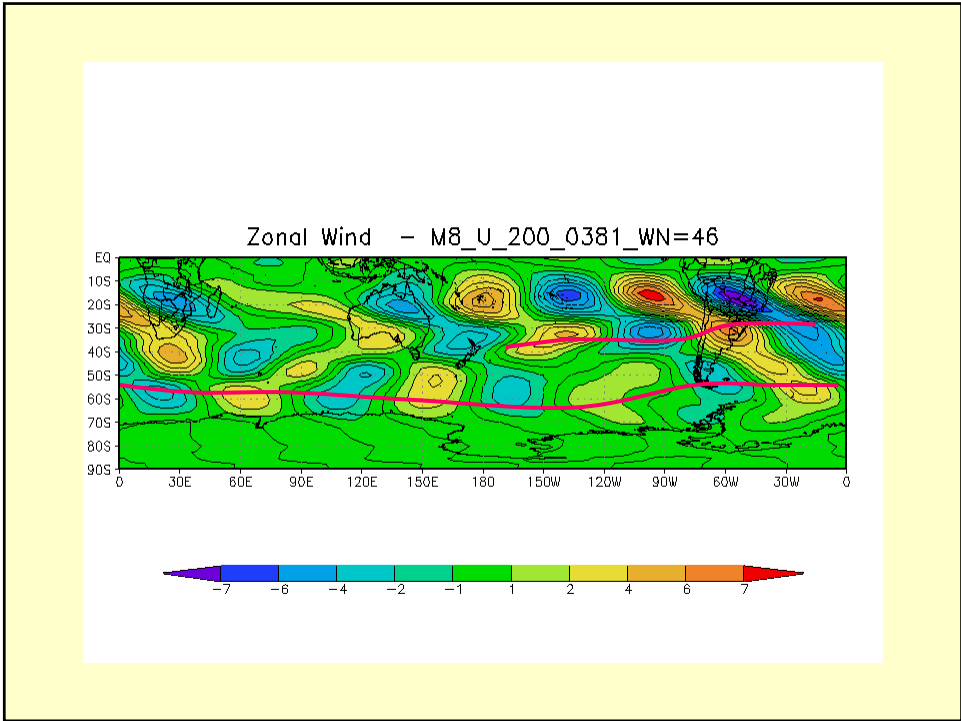 Zonal Wind - M8_U_200_0381_WN=46
EQ
10S
20S
30S
40S
50S
60S
70S
80S
90S
0 30E 60E 90E 120E 150E 180 150W 120W 90W 60W 30W 0
-7 -6 -4 -2 -1 1 2 4 6 7